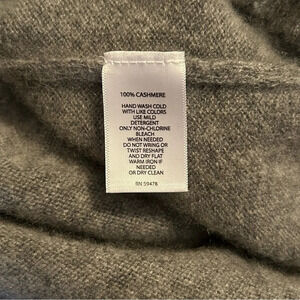 100% CASHMERE
HAND WASH COLD
WITH LIKE COLORS
USE MILD
DETERGENT
ONLY NON-CHLORINE
BLEACH
WHEN NEEDED
DO NOT WRING OR
TWIST RESHAPE
AND DRY FLAT
WARM IRON IF
NEEDED
OR DRY CLEAN
RN 59478